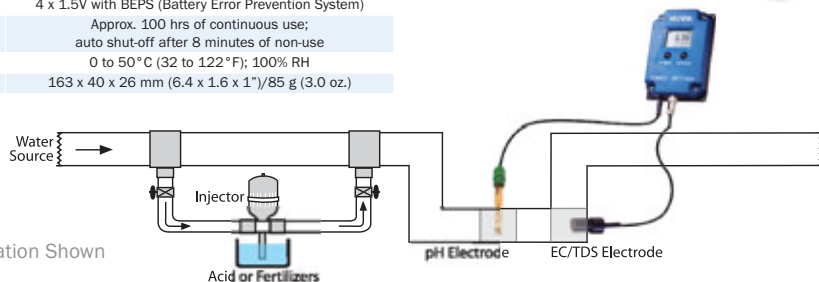 4 x 1.5V with BEPS (Battery Error Prevention System)
Approx. 100 hrs of continuous use;
auto shut-off after 8 minutes of non-use
0 to 50°C (32 to 122°F); 100% RH
163 x 40 x 26 mm (6.4 x 1.6 x 1")/85 g (3.0 oz.)
Water
Source
Injector
ation Shown
Acid or Fertilizers
pH Electrode
EC/TDS Electrode